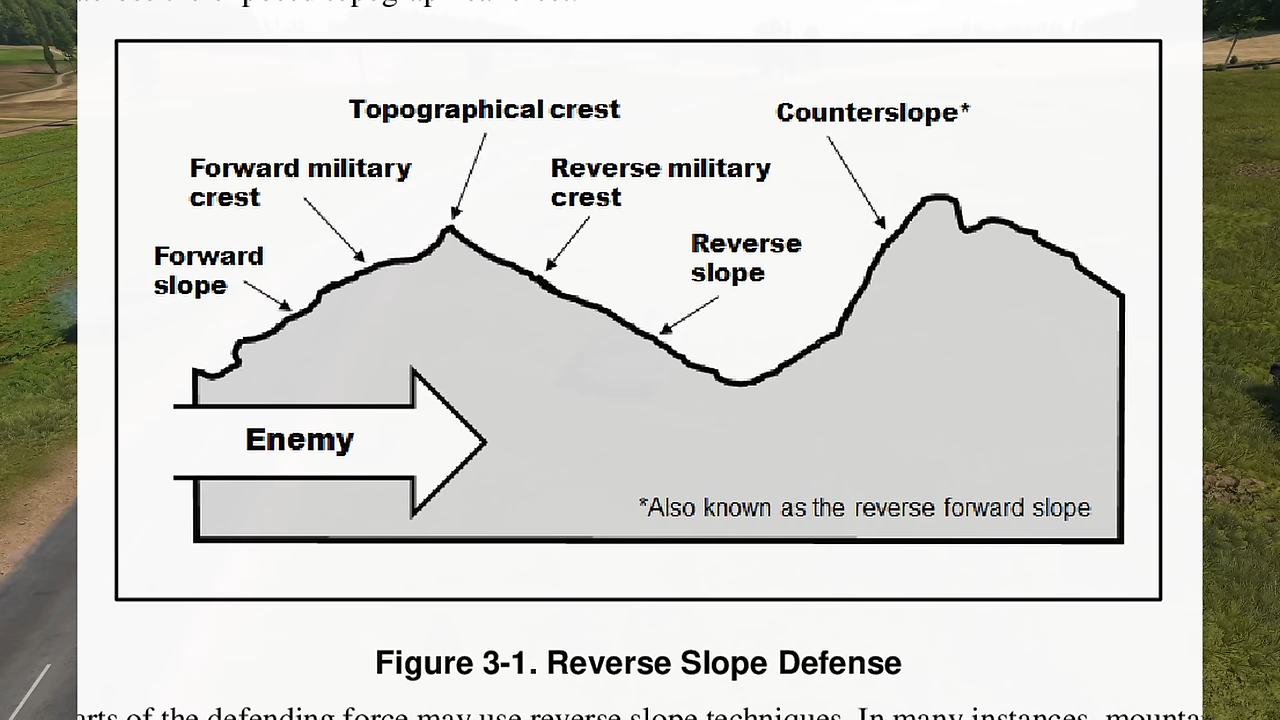 Topographical crest
Counterslope*
Forward military
crest
Reverse military
crest
Forward
slope
Reverse
slope
Enemy
*Also known as the reverse forward slope
Figure 3-1. Reverse Slope Defense
of the defending force may use reverse slope techniques. In many instances,